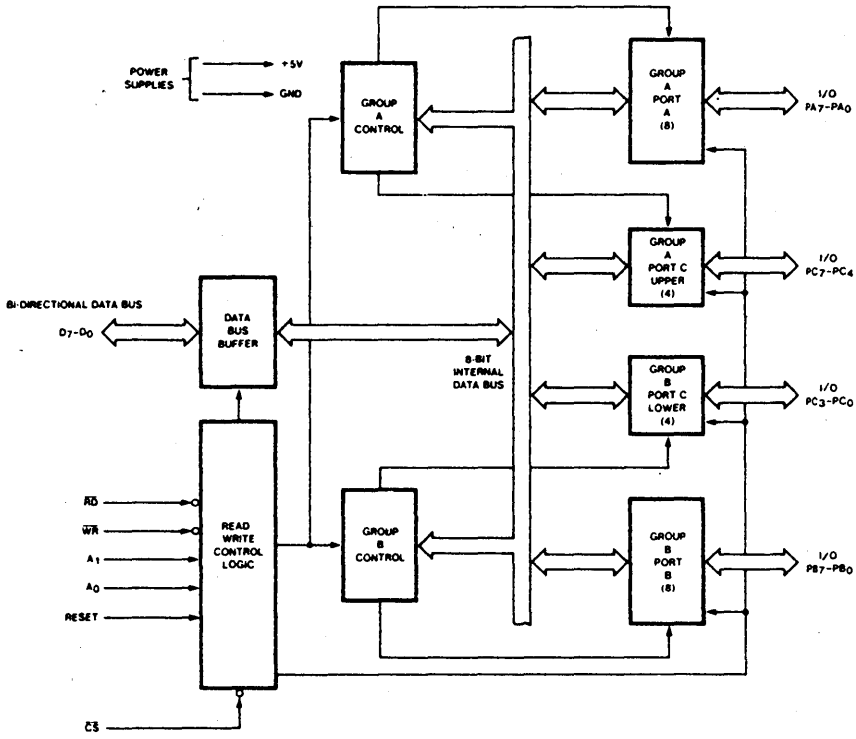 POWER
SUPPLIES
+5V
GND
GROUP
A
CONTROL
GROUP
A
PORT
A
(8)
I/O
PA7-PA0
GROUP
A
PORT C
UPPER
(4)
I/O
PC7-PC4
BI-DIRECTIONAL DATA BUS
D7-D0
DATA
BUS
BUFFER
8-BIT
INTERNAL
DATA BUS
GROUP
B
PORT C
LOWER
(4)
I/O
PC3-PC0
RD
WR
A1
A0
RESET
CS
READ
WRITE
CONTROL
LOGIC
GROUP
B
CONTROL
GROUP
B
PORT
B
(8)
I/O
PB7-PB0